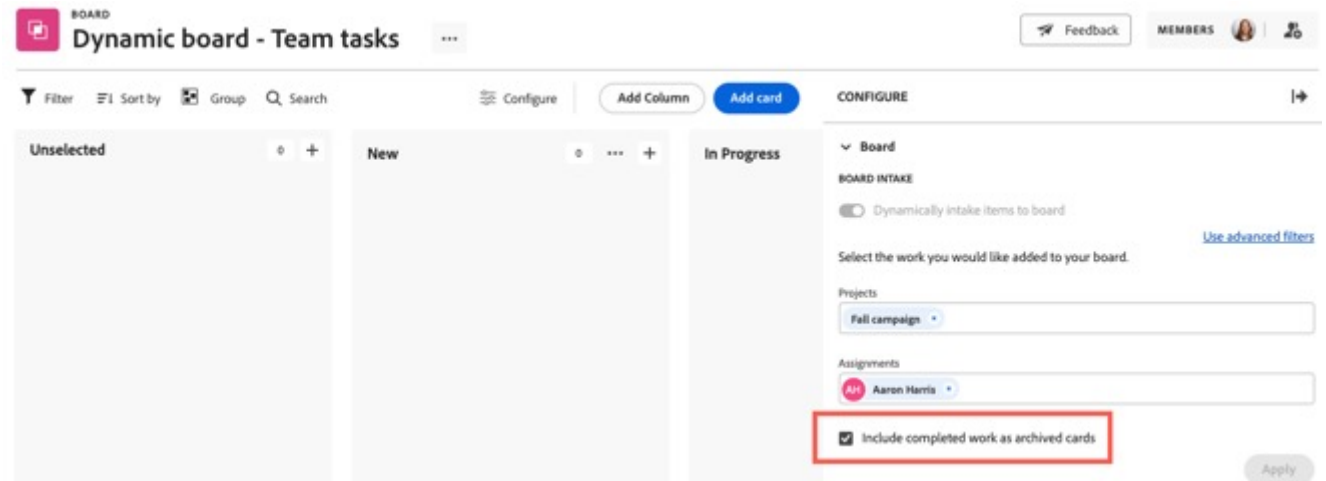 BOARD
Dynamic board - Team tasks
Feedback
MEMBERS
Filter
Sort by
Group
Search
Configure
Add Column
Add card
CONFIGURE
Unselected
0
New
0
In Progress
Board
BOARD INTAKE
Dynamically intake items to board
Use advanced filters
Select the work you would like added to your board.
Projects
Fall campaign
Assignments
AH Aaron Harris
Include completed work as archived cards
Apply